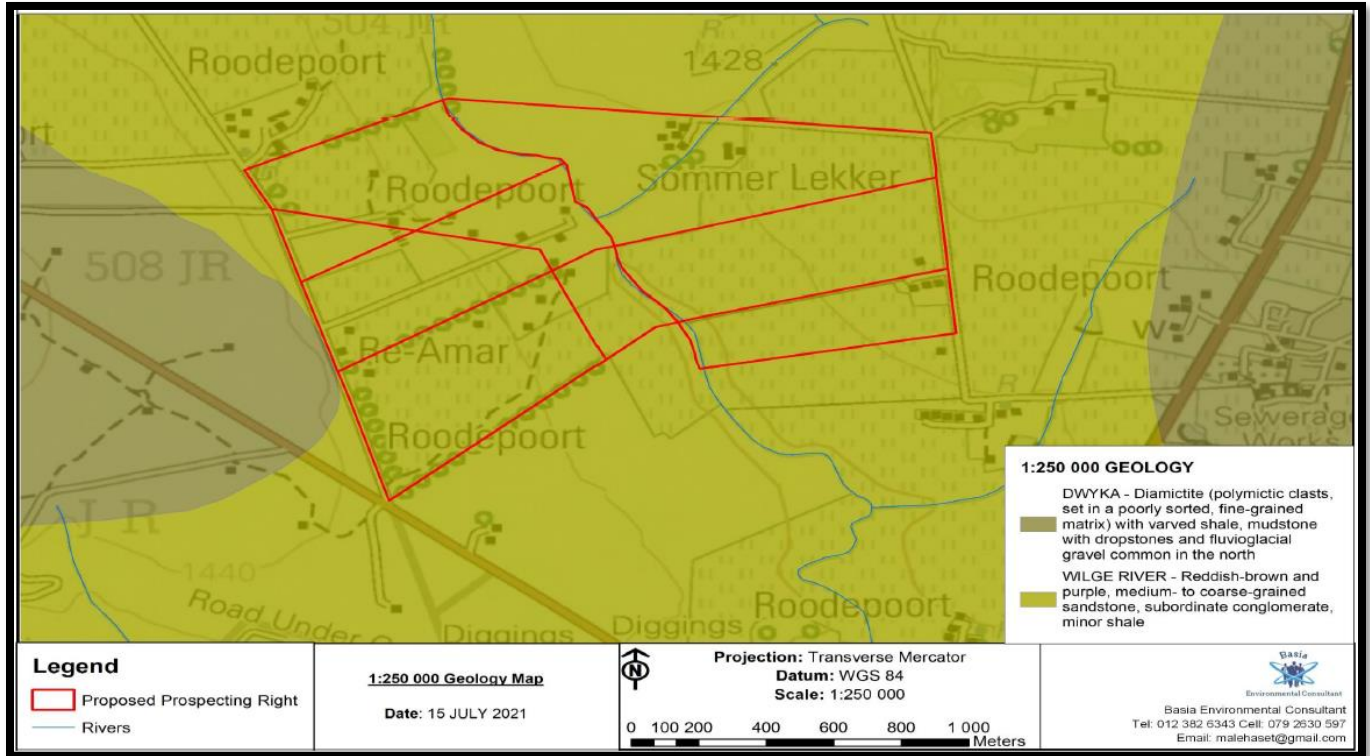 504 JR
Roodepoort
1428
Roodepoort
Sommer Lekker
508 JR
Roodepoort
W
Re-Amar
Roodepoort
Sewerage
Works
J R
1440
Road Under
Diggings
Diggings
Roodepoort
1:250 000 GEOLOGY
DWYKA - Diamictite (polymictic clasts,
set in a poorly sorted, fine-grained
matrix) with varved shale, mudstone
with dropstones and fluvioglacial
gravel common in the north
WILGE RIVER - Reddish-brown and
purple, medium- to coarse-grained
sandstone, subordinate conglomerate,
minor shale
Legend
Proposed Prospecting Right
Rivers
1:250 000 Geology Map
Date: 15 JULY 2021
N
Projection: Transverse Mercator
Datum: WGS 84
Scale: 1:250 000
0 100 200 400 600 800 1 000
Meters
Basia
Environmental Consultant
Basia Environmental Consultant
Tel: 012 382 6343 Cell: 079 2630 597
Email: malehaset@gmail.com